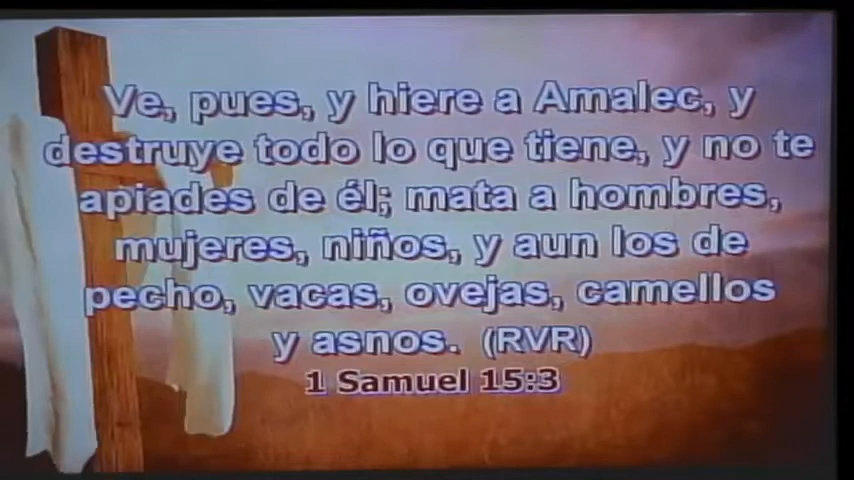 Ve, pues, y hiere a Amalec, y
destruye todo lo que tiene, y no te
apiades de él; mata a hombres,
mujeres, niños, y aun los de
pecho, vacas, ovejas, camellos
y asnos. (RVR)
1 Samuel 15:3